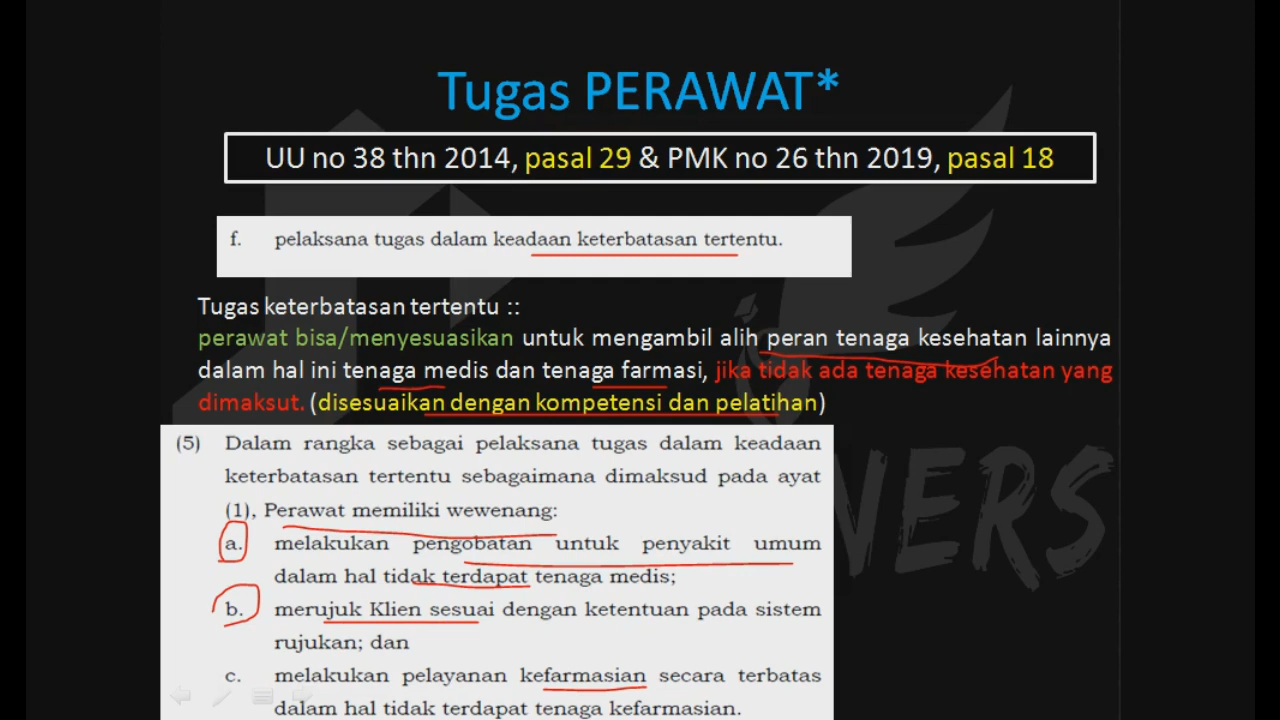 Tugas PERAWAT*
UU no 38 thn 2014, pasal 29 & PMK no 26 thn 2019, pasal 18
f. pelaksana tugas dalam keadaan keterbatasan tertentu.
Tugas keterbatasan tertentu ::
perawat bisa/menyesuasikan untuk mengambil alih peran tenaga kesehatan lainnya
dalam hal ini tenaga medis dan tenaga farmasi, jika tidak ada tenaga kesehatan yang
dimaksut. (disesuaikan dengan kompetensi dan pelatihan)
(5) Dalam rangka sebagai pelaksana tugas dalam keadaan
keterbatasan tertentu sebagaimana dimaksud pada ayat
(1), Perawat memiliki wewenang:
a. melakukan pengobatan untuk penyakit umum
dalam hal tidak terdapat tenaga medis;
b. merujuk Klien sesuai dengan ketentuan pada sistem
rujukan; dan
c. melakukan pelayanan kefarmasian secara terbatas
dalam hal tidak terdapat tenaga kefarmasian.